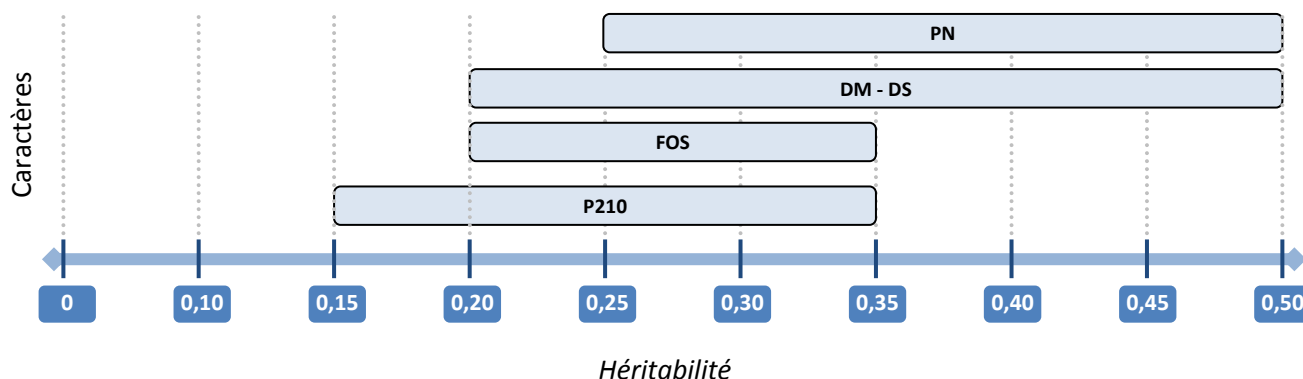 PN
DM - DS
FOS
P210
Caractères
0 0,10 0,15 0,20 0,25 0,30 0,35 0,40 0,45 0,50
Héritabilité